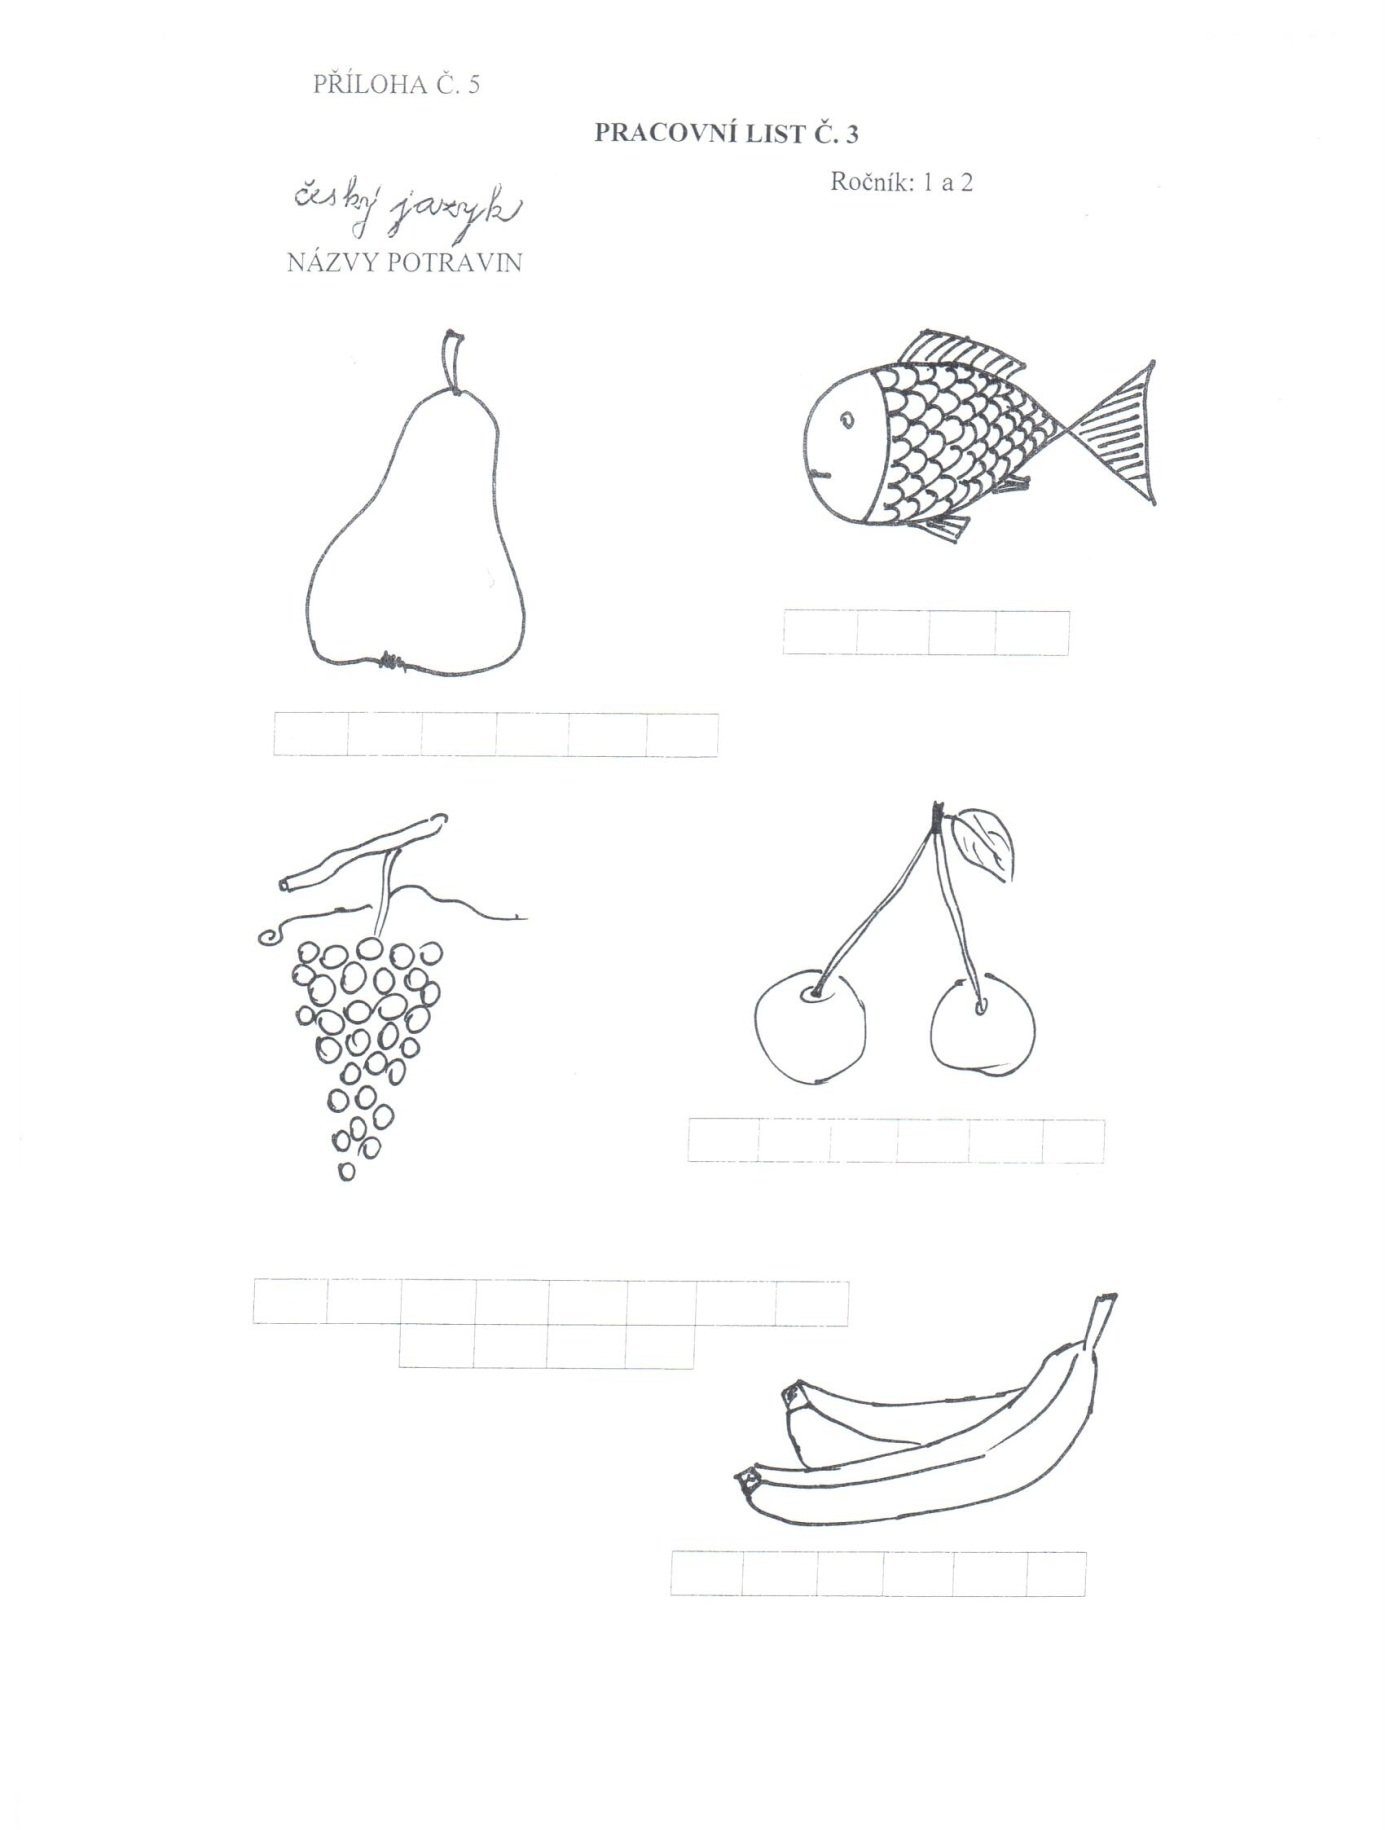 PŘÍLOHA Č. 5
PRACOVNÍ LIST Č. 3
Ročník: 1 a 2
český jazyk
NÁZVY POTRAVIN